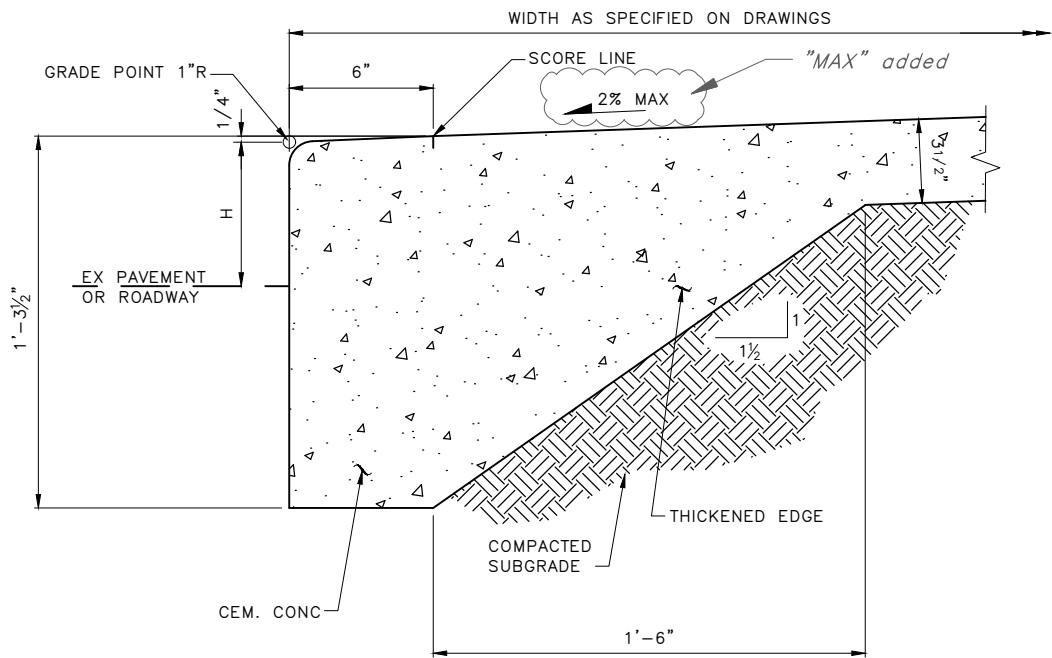 WIDTH AS SPECIFIED ON DRAWINGS
SCORE LINE
"MAX" added
GRADE POINT 1"R
6"
1/4"
2% MAX
3 1/2"
H
EX PAVEMENT
OR ROADWAY
1'-3½"
1
1½
THICKENED EDGE
COMPACTED
SUBGRADE
CEM. CONC
1'-6"